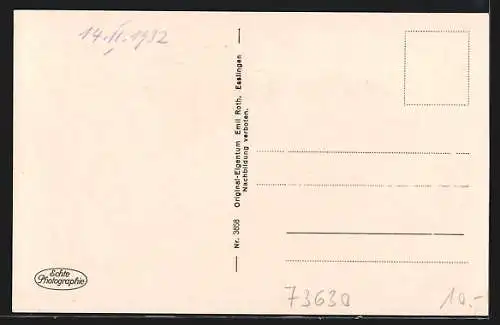 14.II.1932
Nr. 3858 Original-Eigentum Emil Roth, Esslingen
Nachbildung verboten.
Echte
Photographie
73630
10.-